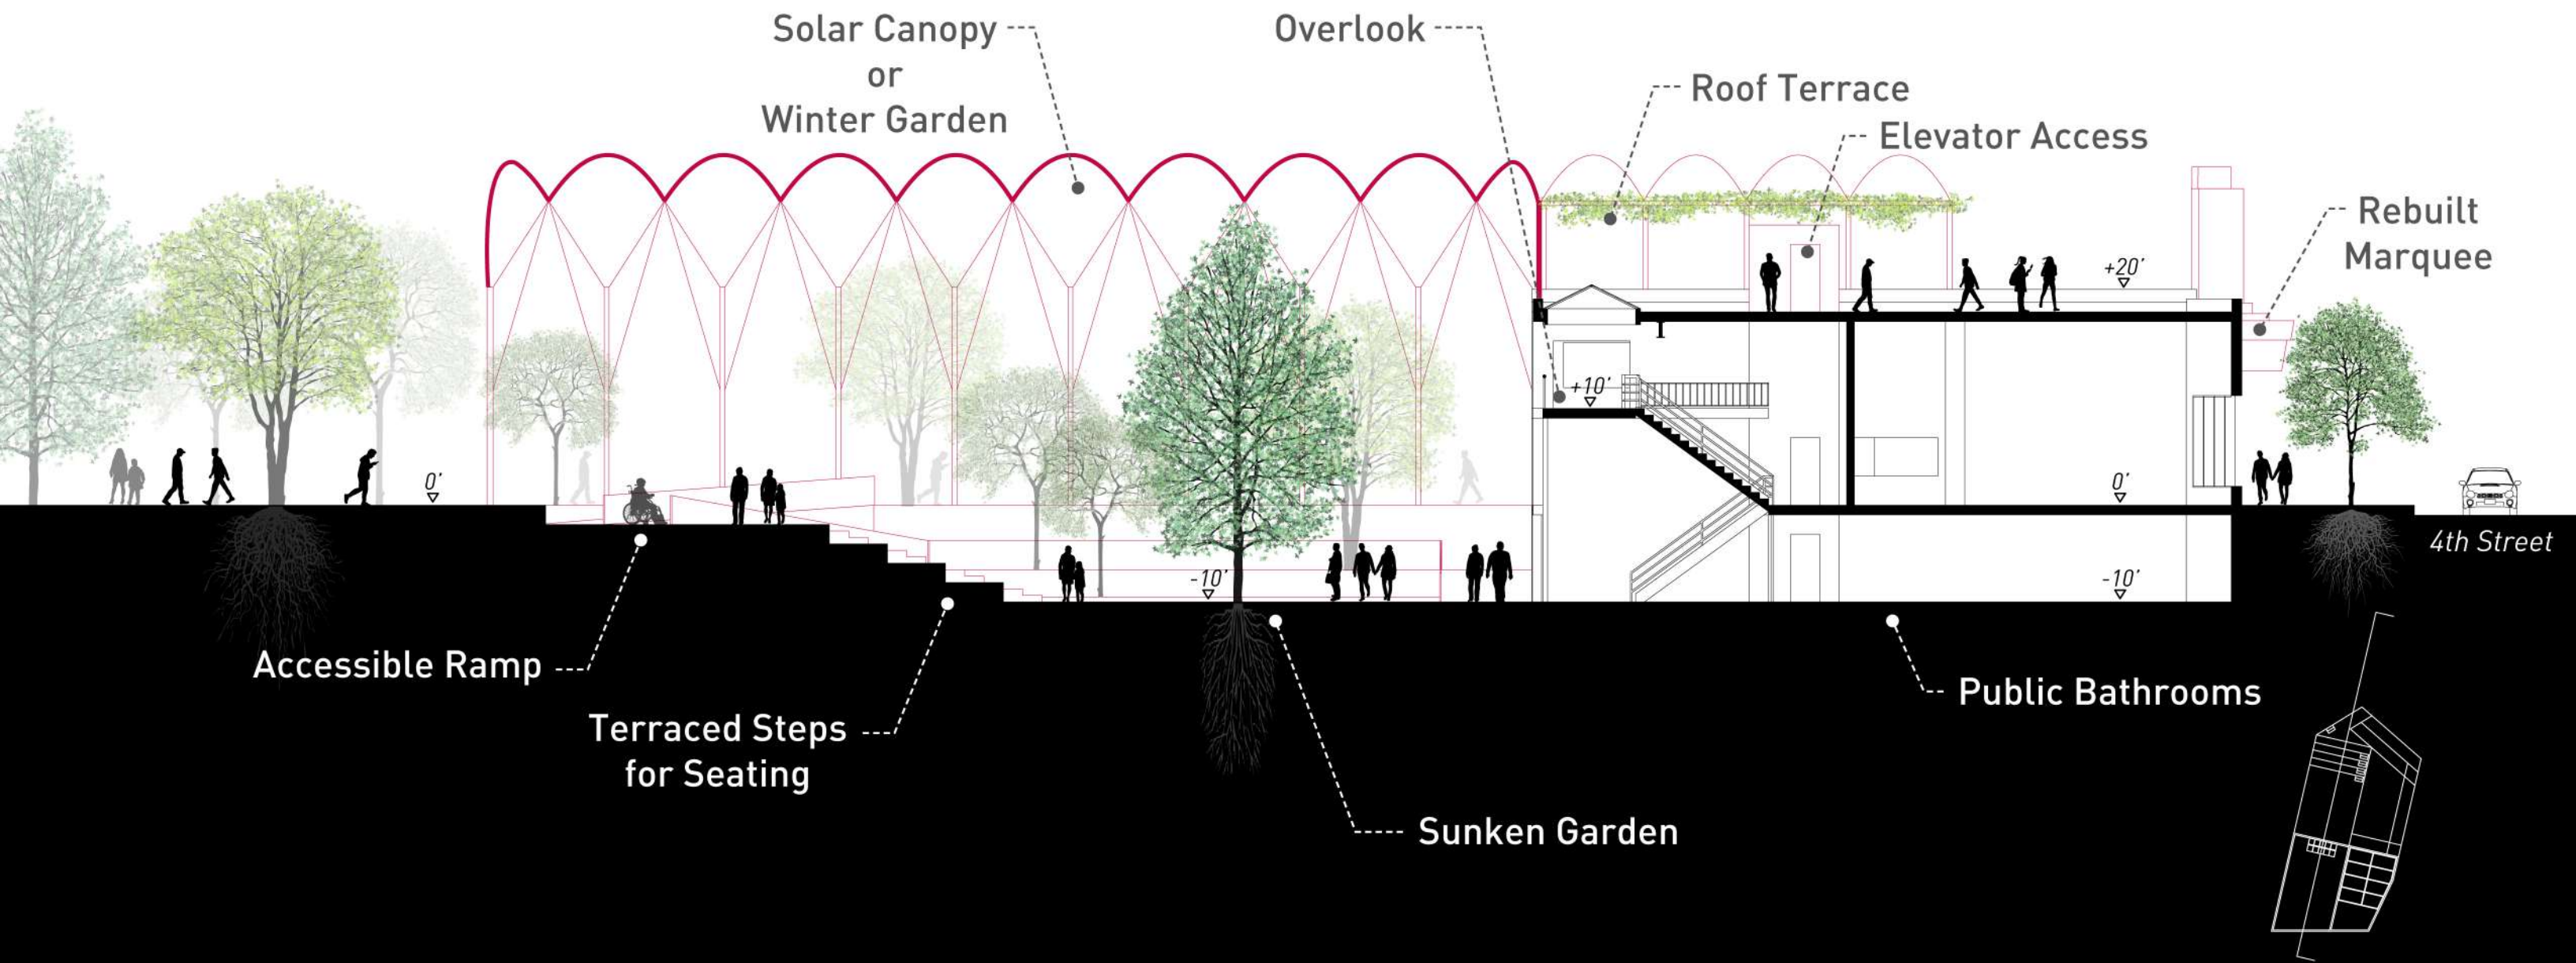 Solar Canopy
or
Winter Garden
Overlook
Roof Terrace
Elevator Access
Rebuilt
Marquee
+20'
+10'
0'
0'
-10'
-10'
4th Street
Accessible Ramp
Terraced Steps
for Seating
Sunken Garden
Public Bathrooms